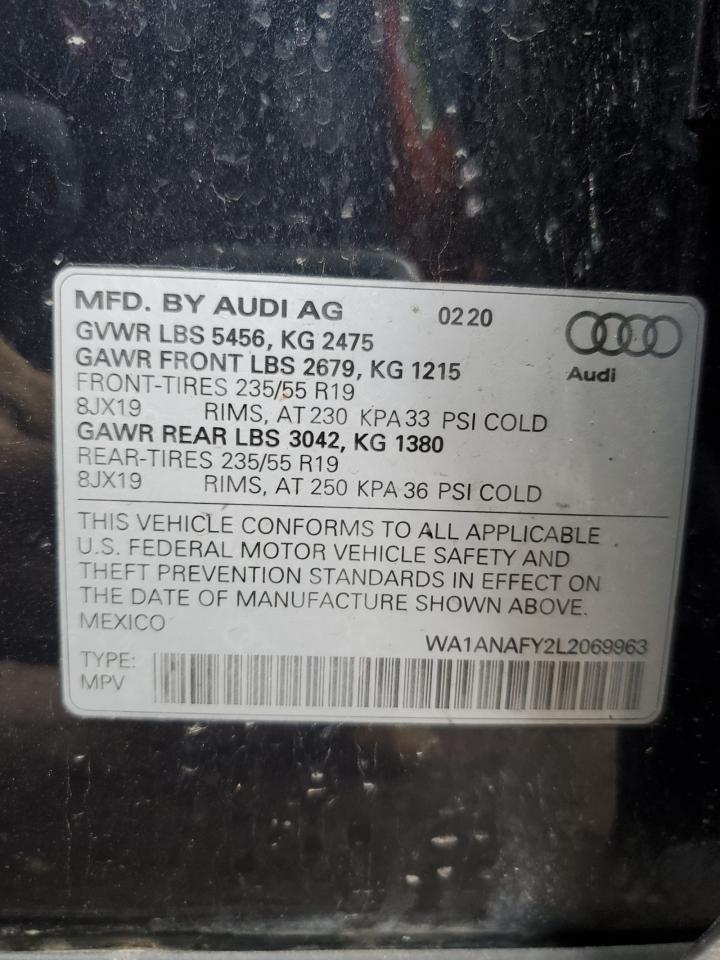 MFD. BY AUDI AG 0220
GVWR LBS 5456, KG 2475
GAWR FRONT LBS 2679, KG 1215
Audi
FRONT-TIRES 235/55 R19
8JX19 RIMS, AT 230 KPA 33 PSI COLD
GAWR REAR LBS 3042, KG 1380
REAR-TIRES 235/55 R19
8JX19 RIMS, AT 250 KPA 36 PSI COLD
THIS VEHICLE CONFORMS TO ALL APPLICABLE
U.S. FEDERAL MOTOR VEHICLE SAFETY AND
THEFT PREVENTION STANDARDS IN EFFECT ON
THE DATE OF MANUFACTURE SHOWN ABOVE.
MEXICO
WA1ANAFY2L2069963
TYPE:
MPV